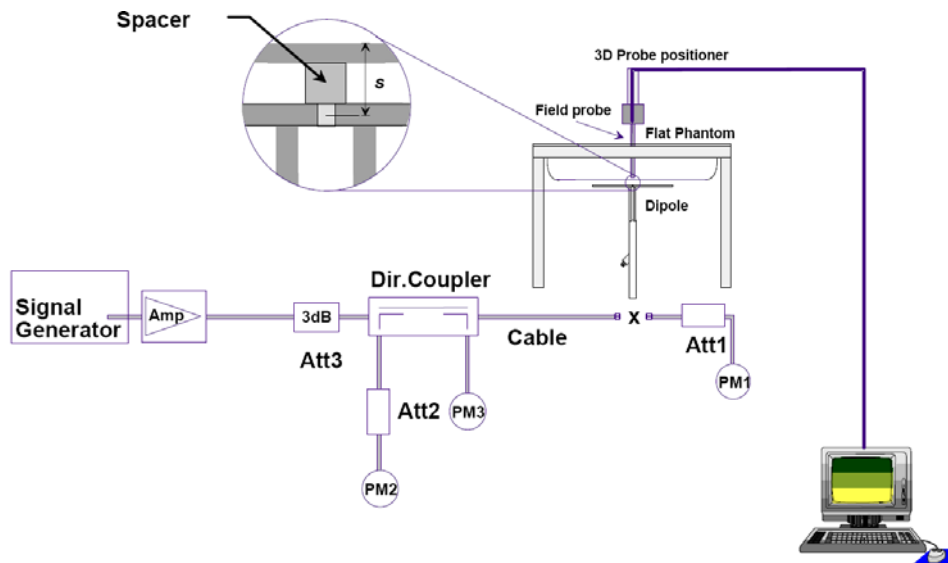 Spacer
s
3D Probe positioner
Field probe
Flat Phantom
Dipole
Dir.Coupler
Signal
Generator
Amp
3dB
Cable
X
Att3
Att1
PM1
Att2
PM3
PM2